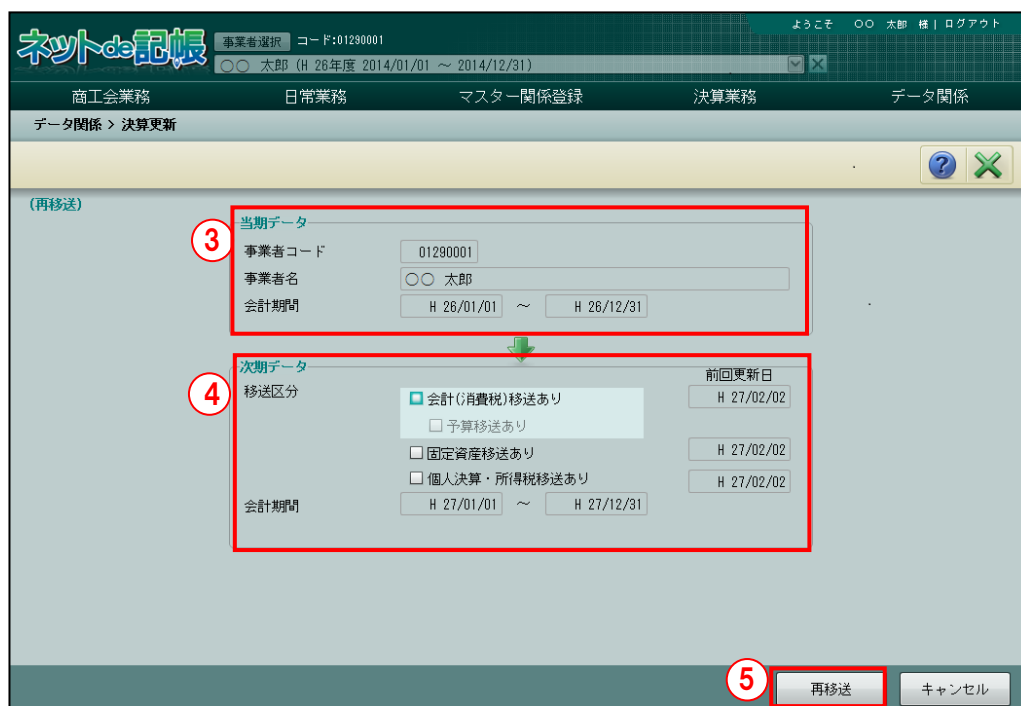 ようこそ ○○ 太郎 様 | ログアウト
ネットde記帳 事業者選択 コード:01290001
○○ 太郎 (H 26年度 2014/01/01 ～ 2014/12/31)
商工会業務 日常業務 マスター関係登録 決算業務 データ関係
データ関係 > 決算更新
(再移送)
③ 当期データ
事業者コード 01290001
事業者名 ○○ 太郎
会計期間 H 26/01/01 ～ H 26/12/31
④ 次期データ
前回更新日
移送区分 会計(消費税)移送あり H 27/02/02
予算移送あり
固定資産移送あり H 27/02/02
個人決算・所得税移送あり H 27/02/02
会計期間 H 27/01/01 ～ H 27/12/31
⑤ 再移送 キャンセル